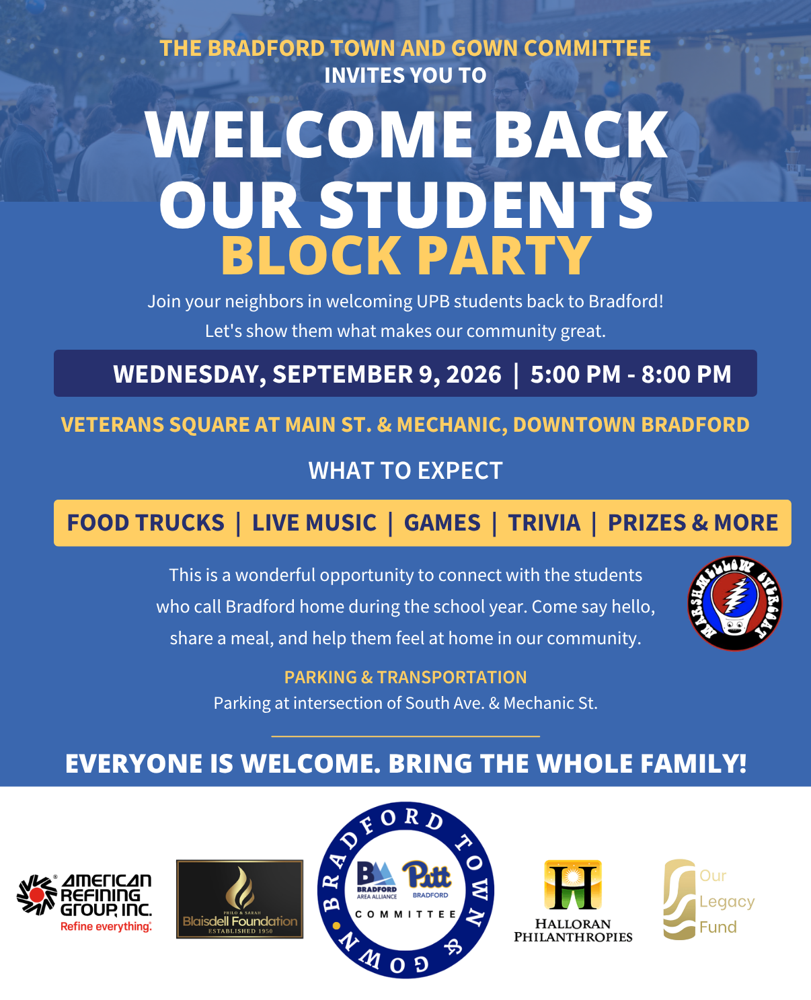 THE BRADFORD TOWN AND GOWN COMMITTEE
INVITES YOU TO
WELCOME BACK
OUR STUDENTS
BLOCK PARTY
Join your neighbors in welcoming UPB students back to Bradford!
Let's show them what makes our community great.
WEDNESDAY, SEPTEMBER 9, 2026 | 5:00 PM - 8:00 PM
VETERANS SQUARE AT MAIN ST. & MECHANIC, DOWNTOWN BRADFORD
WHAT TO EXPECT
FOOD TRUCKS | LIVE MUSIC | GAMES | TRIVIA | PRIZES & MORE
This is a wonderful opportunity to connect with the students
who call Bradford home during the school year. Come say hello,
share a meal, and help them feel at home in our community.
MARSHMELLOW OVERCOAT
PARKING & TRANSPORTATION
Parking at intersection of South Ave. & Mechanic St.
EVERYONE IS WELCOME. BRING THE WHOLE FAMILY!
AMERICAN
REFINING
GROUP, INC.
Refine everything.
PHILO & SARAH
Blaisdell Foundation
ESTABLISHED 1950
BRADFORD TOWN & GOWN
BA
BRADFORD
AREA ALLIANCE
Pitt
BRADFORD
COMMITTEE
H
HALLORAN
PHILANTHROPIES
Our
Legacy
Fund